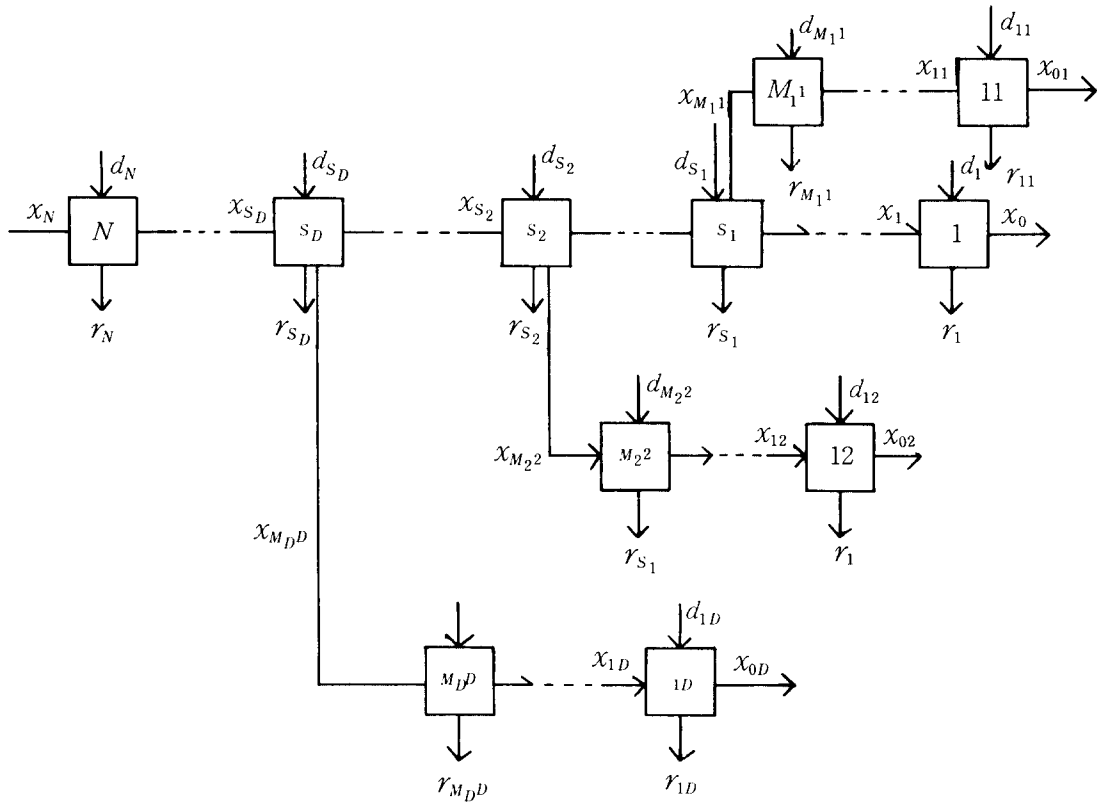 d_{M_1 1} d_{11}
x_{M_1 1} M_1 1 x_{11} 11 x_{01}
r_{M_1 1} r_{11}
d_N d_{S_D} d_{S_2} d_{S_1} d_1
x_N N x_{S_D} S_D x_{S_2} S_2 S_1 x_1 1 x_0
r_N r_{S_D} r_{S_2} r_{S_1} r_1
d_{M_2 2} d_{12}
x_{M_2 2} M_2 2 x_{12} 12 x_{02}
r_{S_1} r_1
x_{M_D D}
d_{1D}
M_D D x_{1D} 1D x_{0D}
r_{M_D D} r_{1D}